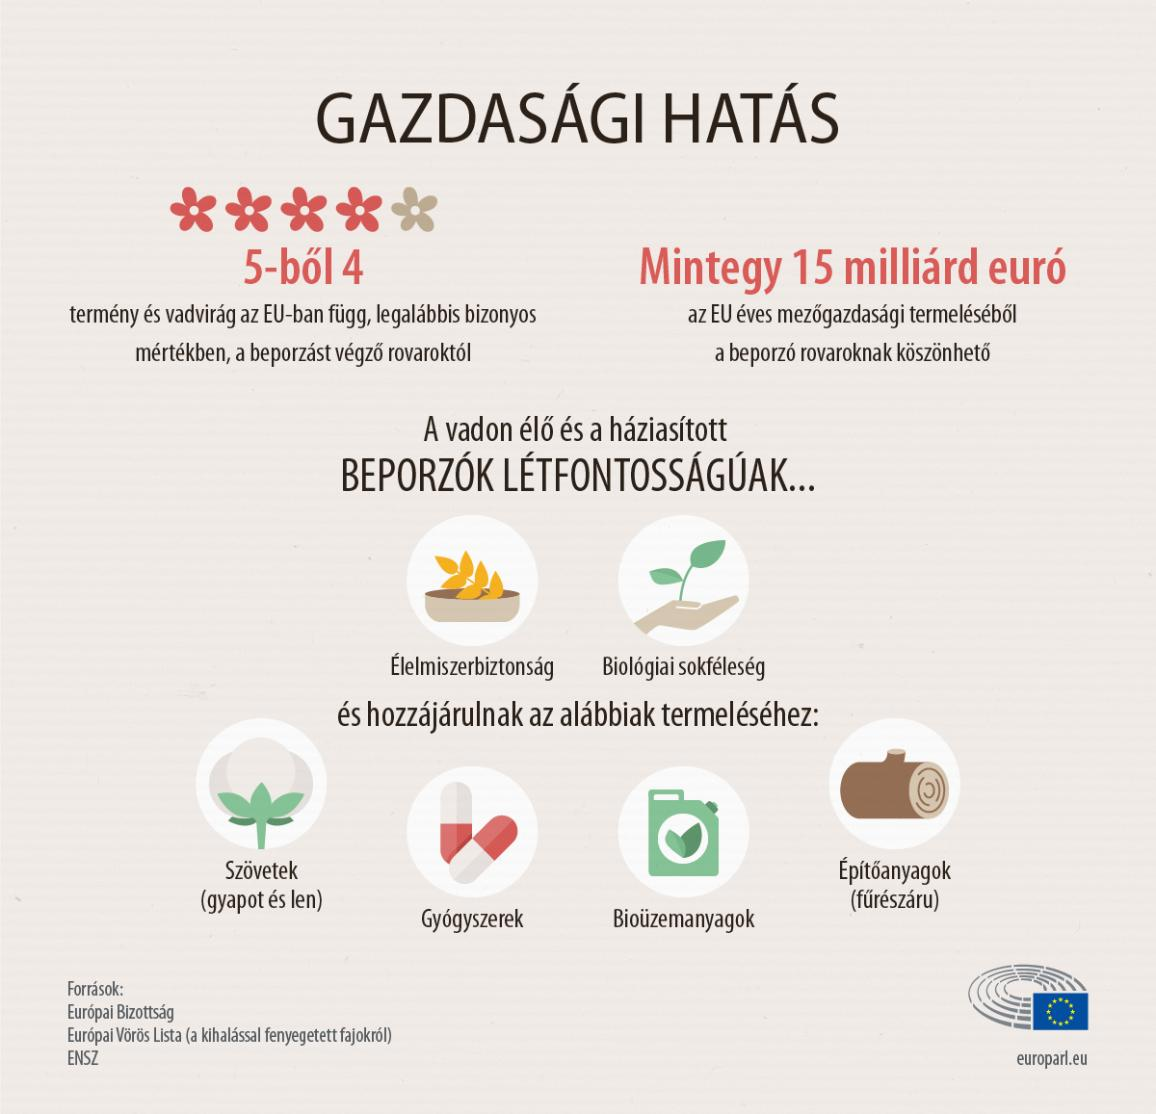 GAZDASÁGI HATÁS
5-ből 4
termény és vadvirág az EU-ban függ, legalábbis bizonyos
mértékben, a beporzást végző rovaroktól
Mintegy 15 milliárd euró
az EU éves mezőgazdasági termeléséből
a beporzó rovaroknak köszönhető
A vadon élő és a háziasított
BEPORZÓK LÉTFONTOSSÁGÚAK...
Élelmiszerbiztonság
Biológiai sokféleség
és hozzájárulnak az alábbiak termeléséhez:
Szövetek
(gyapot és len)
Gyógyszerek
Bioüzemanyagok
Építőanyagok
(fűrészáru)
Források:
Európai Bizottság
Európai Vörös Lista (a kihalással fenyegetett fajokról)
ENSZ
europarl.eu